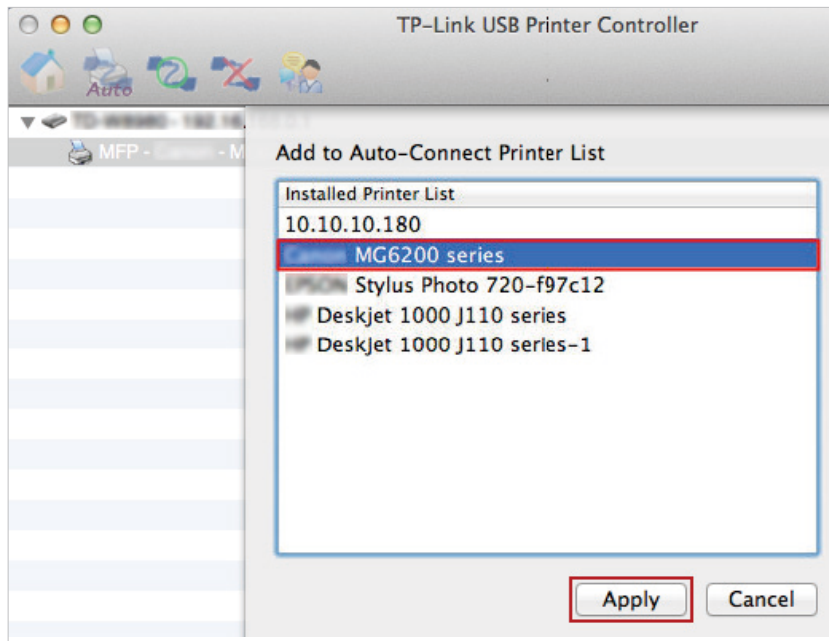 TP-Link USB Printer Controller
Auto
MFP - - M
Add to Auto-Connect Printer List
Installed Printer List
10.10.10.180
MG6200 series
Stylus Photo 720-f97c12
Deskjet 1000 J110 series
Deskjet 1000 J110 series-1
Apply
Cancel